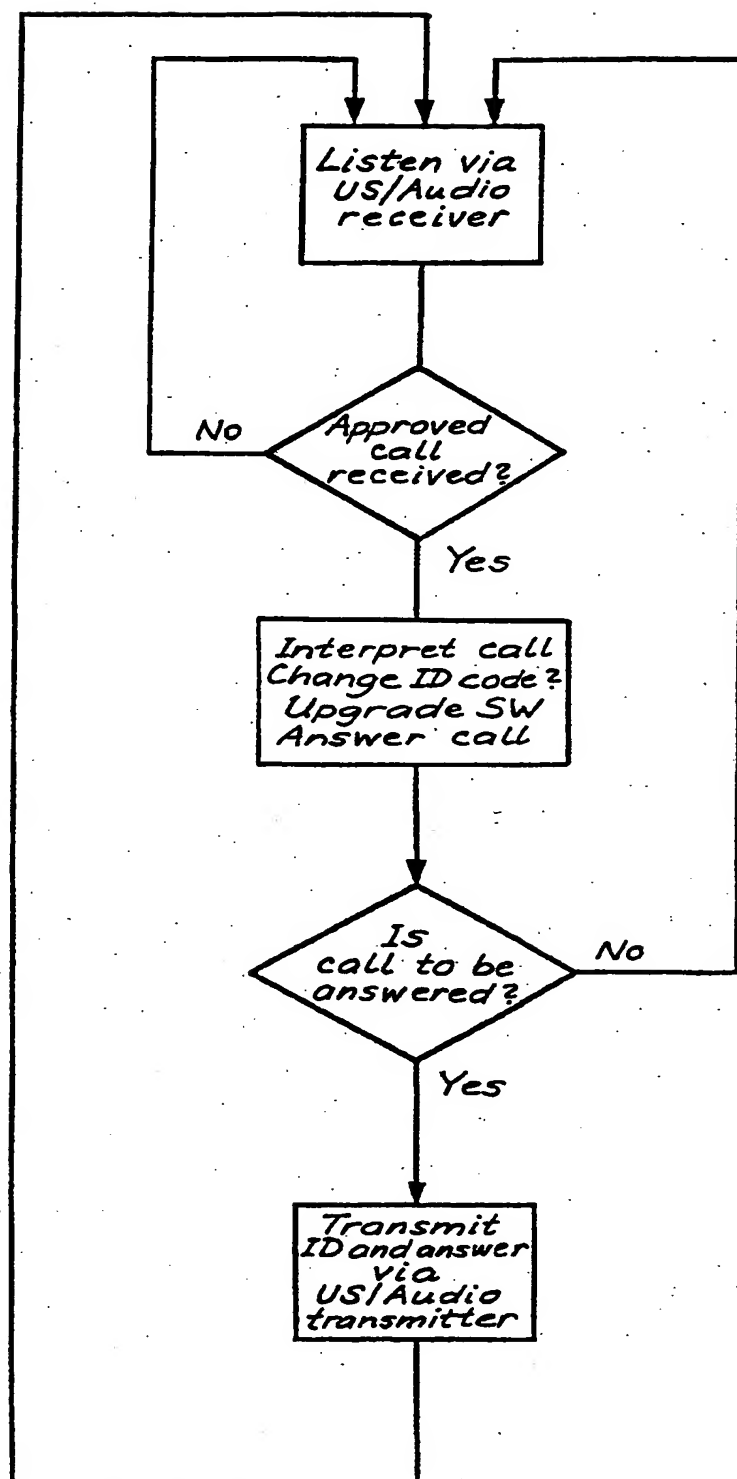 Listen via
US/Audio
receiver
No
Approved
call
received?
Yes
Interpret call
Change ID code?
Upgrade SW
Answer call
Is
call to be
answered?
No
Yes
Transmit
ID and answer
via
US/Audio
transmitter